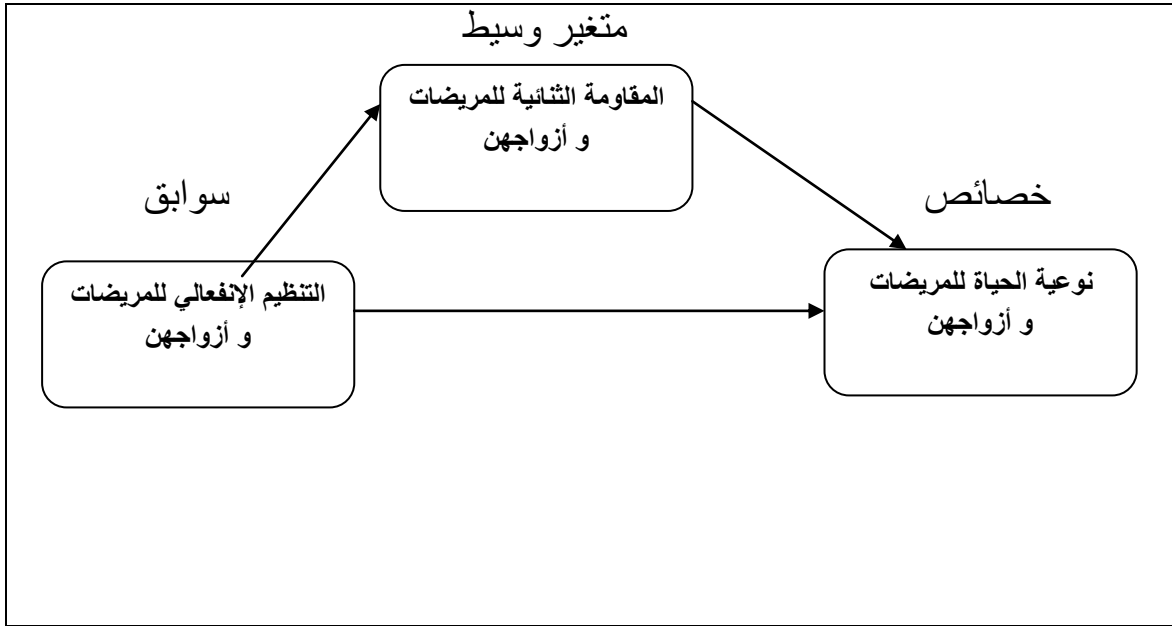 متغير وسيط
المقاومة الثنائية للمريضات
و أزواجهن
خصائص
سوابق
نوعية الحياة للمريضات
و أزواجهن
التنظيم الإنفعالي للمريضات
و أزواجهن